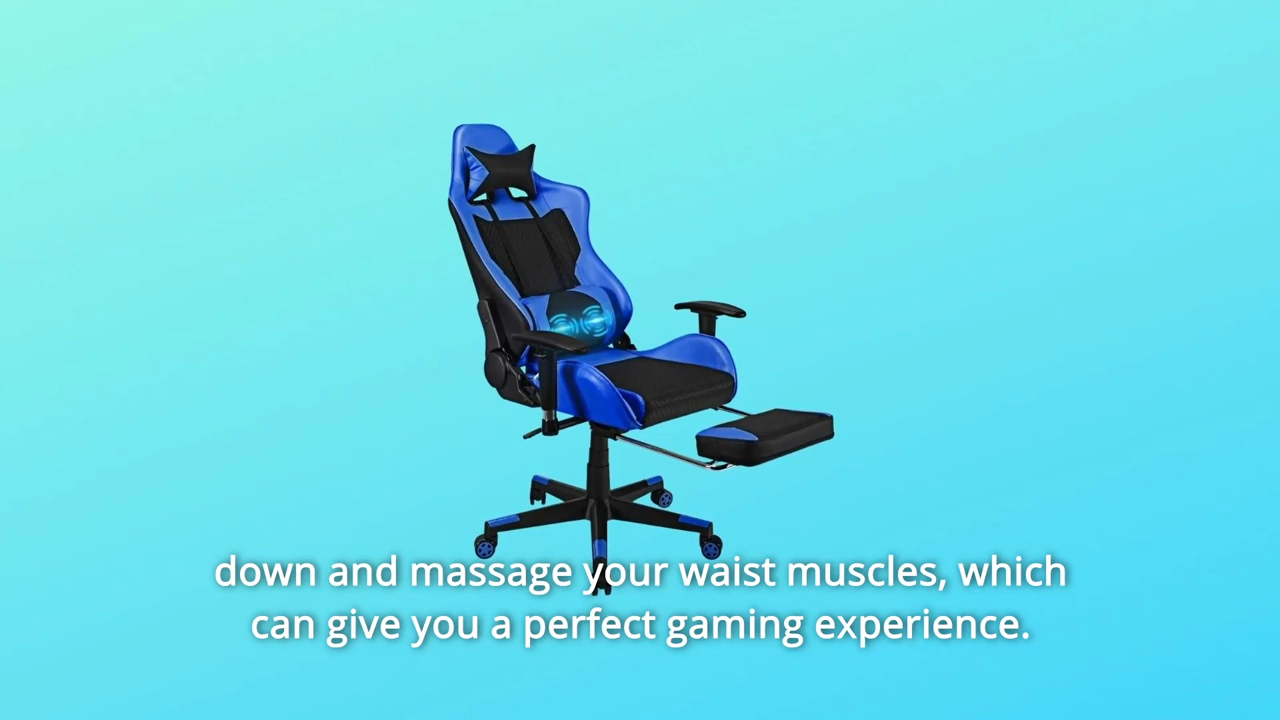 down and massage your waist muscles, which
can give you a perfect gaming experience.